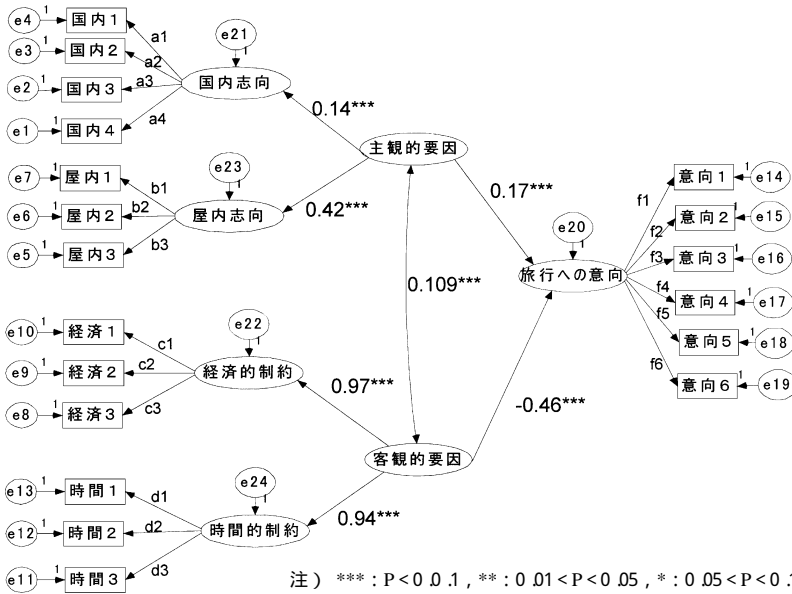 e4 1 国内1
e3 1 国内2
e2 1 国内3
e1 1 国内4
a1
a2
a3
a4
e21
1
国内志向
0.14***
e7 1 屋内1
e6 1 屋内2
e5 1 屋内3
b1
b2
b3
e23
1
屋内志向
0.42***
主観的要因
0.17***
0.109***
e20
1
旅行への意向
f1
f2
f3
f4
f5
f6
意向1 1 e14
意向2 1 e15
意向3 1 e16
意向4 1 e17
意向5 1 e18
意向6 1 e19
e10 1 経済1
e9 1 経済2
e8 1 経済3
c1
c2
c3
e22
1
経済的制約
0.97***
-0.46***
客観的要因
e13 1 時間1
e12 1 時間2
e11 1 時間3
d1
d2
d3
e24
1
時間的制約
0.94***
注) ***:P<0.0.1,**:0.01<P<0.05,*:0.05<P<0.1